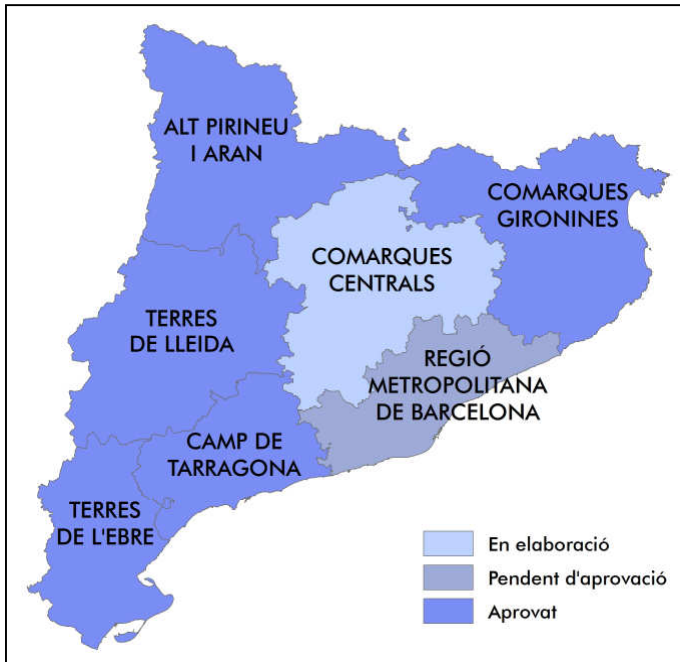 ALT PIRINEU
I ARAN
COMARQUES
GIRONINES
COMARQUES
CENTRALS
TERRES
DE LLEIDA
REGIÓ
METROPOLITANA
DE BARCELONA
CAMP DE
TARRAGONA
TERRES
DE L'EBRE
En elaboració
Pendent d'aprovació
Aprovat